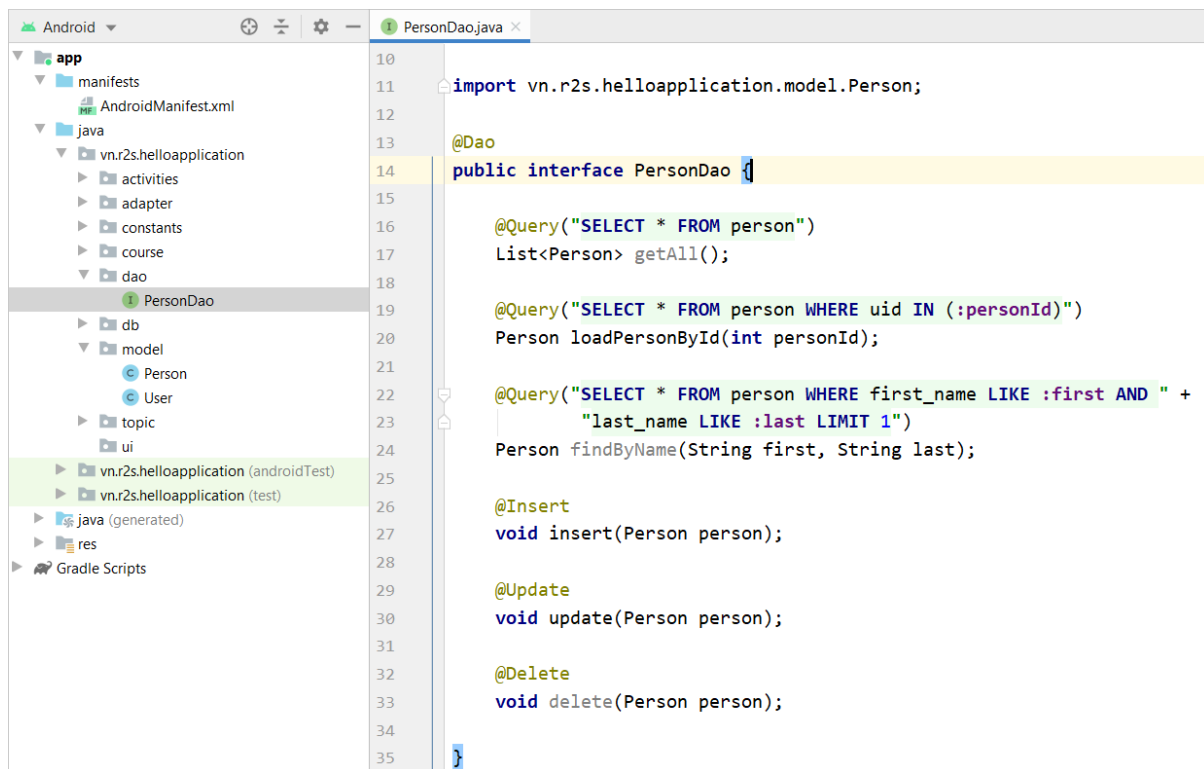 Android
PersonDao.java
app
manifests
MF AndroidManifest.xml
java
vn.r2s.helloapplication
activities
adapter
constants
course
dao
I PersonDao
db
model
C Person
C User
topic
ui
vn.r2s.helloapplication (androidTest)
vn.r2s.helloapplication (test)
java (generated)
res
Gradle Scripts
10
11 import vn.r2s.helloapplication.model.Person;
12
13 @Dao
14 public interface PersonDao {
15
16 @Query("SELECT * FROM person")
17 List<Person> getAll();
18
19 @Query("SELECT * FROM person WHERE uid IN (:personId)")
20 Person loadPersonById(int personId);
21
22 @Query("SELECT * FROM person WHERE first_name LIKE :first AND " +
23 "last_name LIKE :last LIMIT 1")
24 Person findByName(String first, String last);
25
26 @Insert
27 void insert(Person person);
28
29 @Update
30 void update(Person person);
31
32 @Delete
33 void delete(Person person);
34
35 }